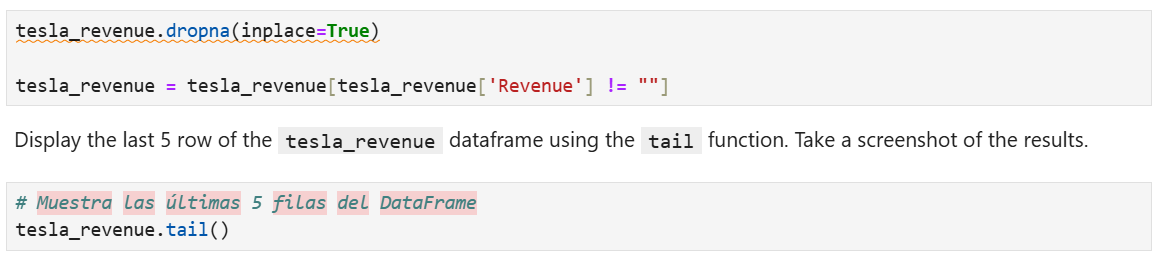 tesla_revenue.dropna(inplace=True)
tesla_revenue = tesla_revenue[tesla_revenue['Revenue'] != ""]
Display the last 5 row of the tesla_revenue dataframe using the tail function. Take a screenshot of the results.
# Muestra las últimas 5 filas del DataFrame
tesla_revenue.tail()